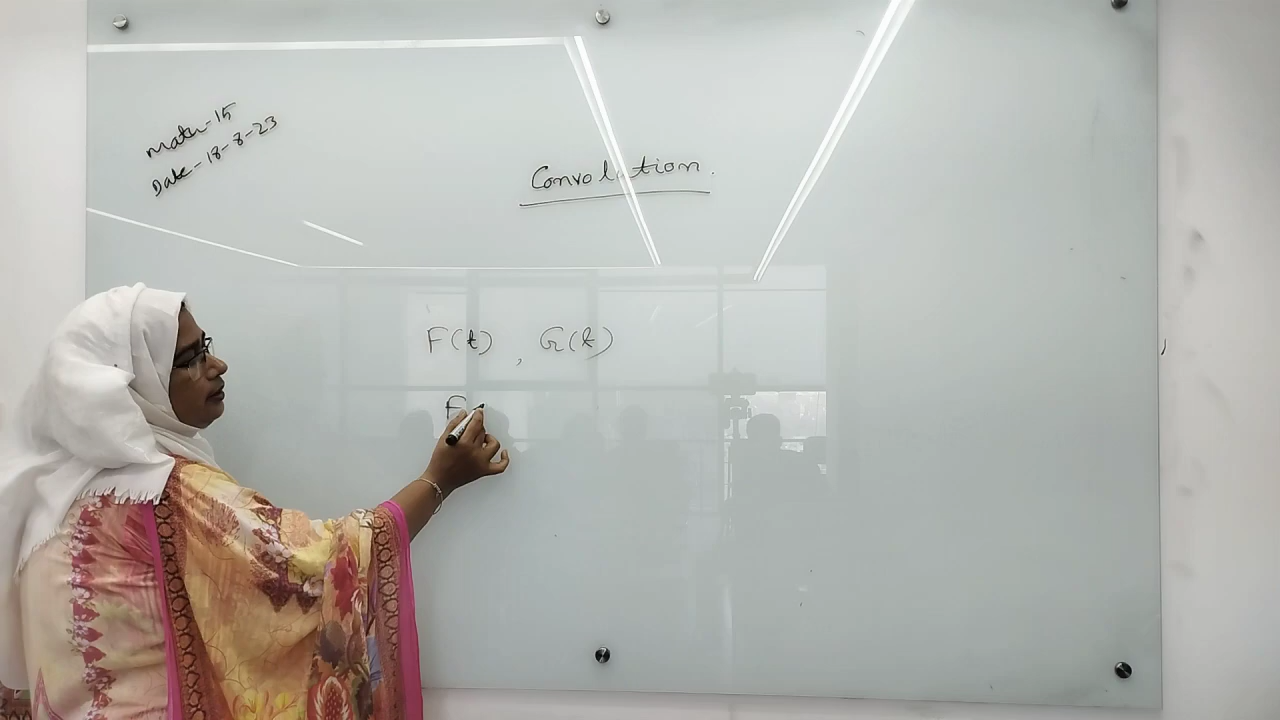 Math-15
Date-18-8-23
Convolution.
F(t), G(t)
F